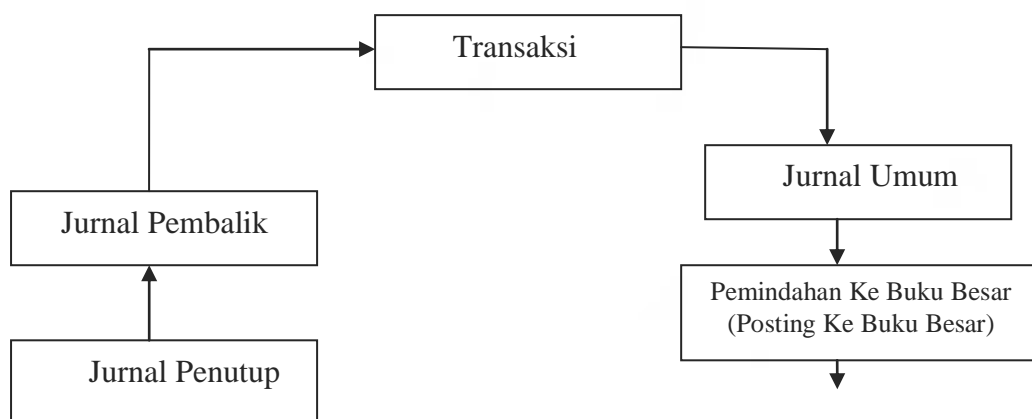 Transaksi
Jurnal Umum
Jurnal Pembalik
Pemindahan Ke Buku Besar
(Posting Ke Buku Besar)
Jurnal Penutup